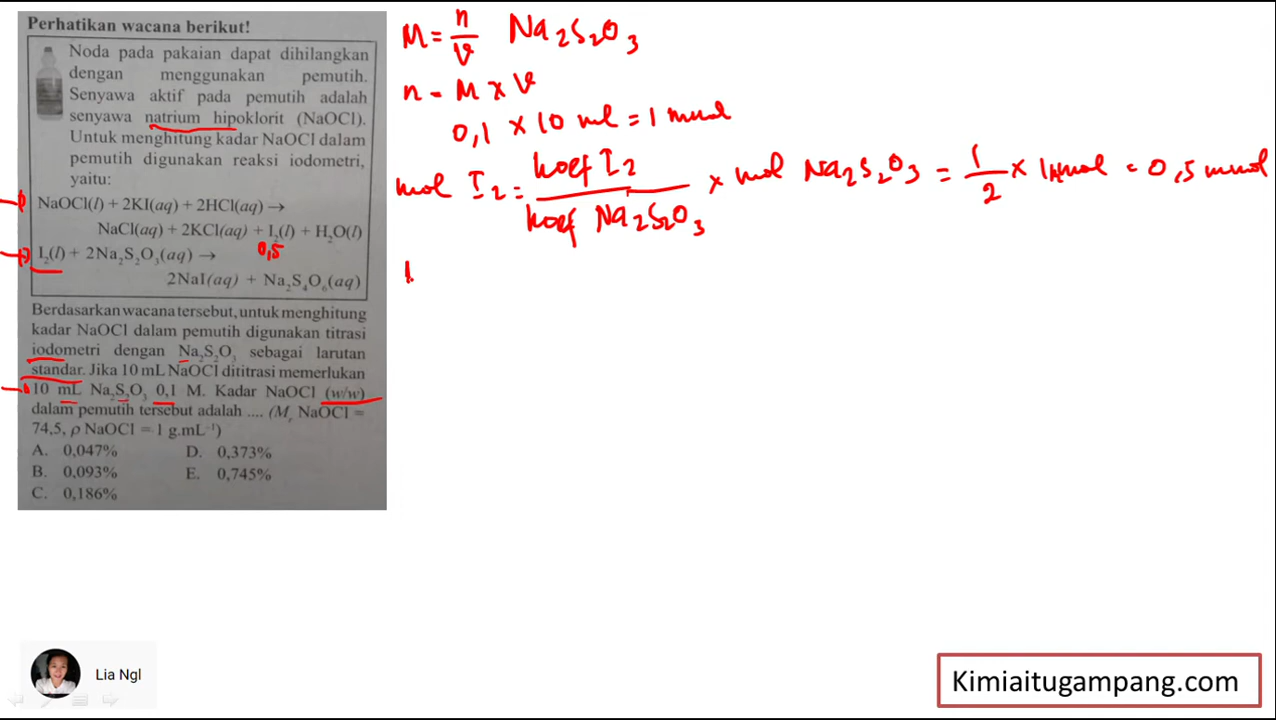 Perhatikan wacana berikut!
Noda pada pakaian dapat dihilangkan
dengan menggunakan pemutih.
Senyawa aktif pada pemutih adalah
senyawa natrium hipoklorit (NaOCl).
Untuk menghitung kadar NaOCl dalam
pemutih digunakan reaksi iodometri,
yaitu:
NaOCl(l) + 2KI(aq) + 2HCl(aq) →
NaCl(aq) + 2KCl(aq) + I₂(l) + H₂O(l)
0,5
I₂(l) + 2Na₂S₂O₃(aq) →
2NaI(aq) + Na₂S₄O₆(aq)
Berdasarkan wacana tersebut, untuk menghitung
kadar NaOCl dalam pemutih digunakan titrasi
iodometri dengan Na₂S₂O₃ sebagai larutan
standar. Jika 10 mL NaOCl dititrasi memerlukan
10 mL Na₂S₂O₃ 0,1 M. Kadar NaOCl (w/w)
dalam pemutih tersebut adalah .... (Mᵣ NaOCl =
74,5, ρ NaOCl = 1 g.mL⁻¹)
A. 0,047% D. 0,373%
B. 0,093% E. 0,745%
C. 0,186%
M = n/V Na₂S₂O₃
n = M × V
0,1 × 10 ml = 1 mmol
mol I₂ = koef I₂ / koef Na₂S₂O₃ × mol Na₂S₂O₃ = 1/2 × 1 mmol = 0,5 mmol
Lia Ngl
Kimiaitugampang.com